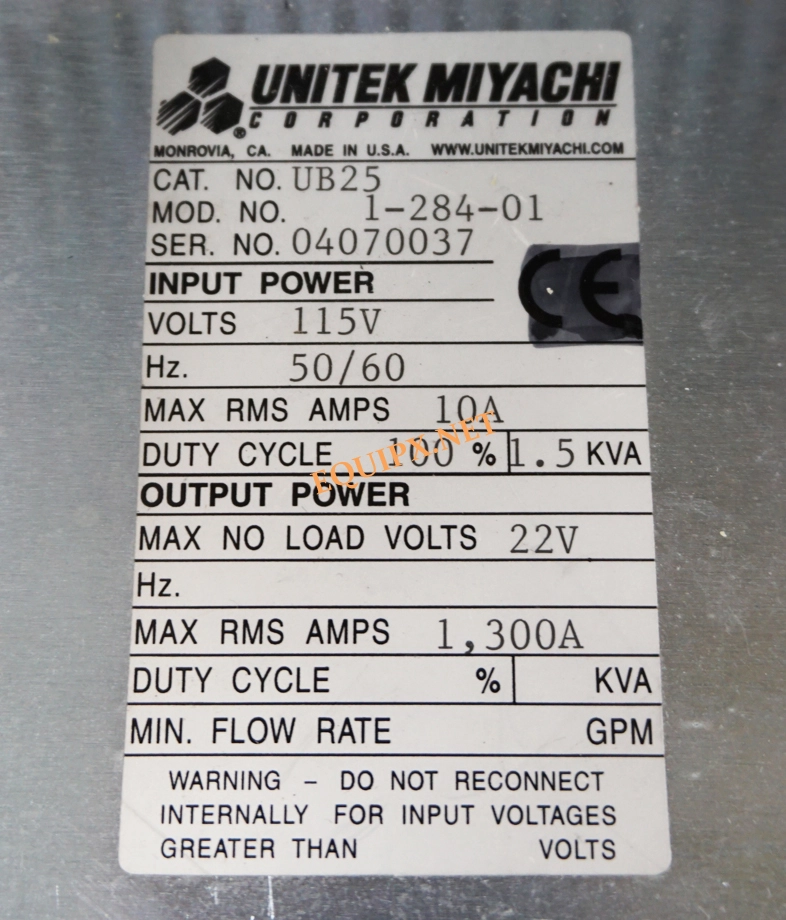 UNITEK MIYACHI
CORPORATION
MONROVIA, CA. MADE IN U.S.A. WWW.UNITEKMIYACHI.COM
CAT. NO. UB25
MOD. NO. 1-284-01
SER. NO. 04070037
CE
INPUT POWER
VOLTS 115V
Hz. 50/60
MAX RMS AMPS 10A
DUTY CYCLE 100 % 1.5 KVA
EQUIPX.NET
OUTPUT POWER
MAX NO LOAD VOLTS 22V
Hz.
MAX RMS AMPS 1,300A
DUTY CYCLE % KVA
MIN. FLOW RATE GPM
WARNING – DO NOT RECONNECT
INTERNALLY FOR INPUT VOLTAGES
GREATER THAN VOLTS